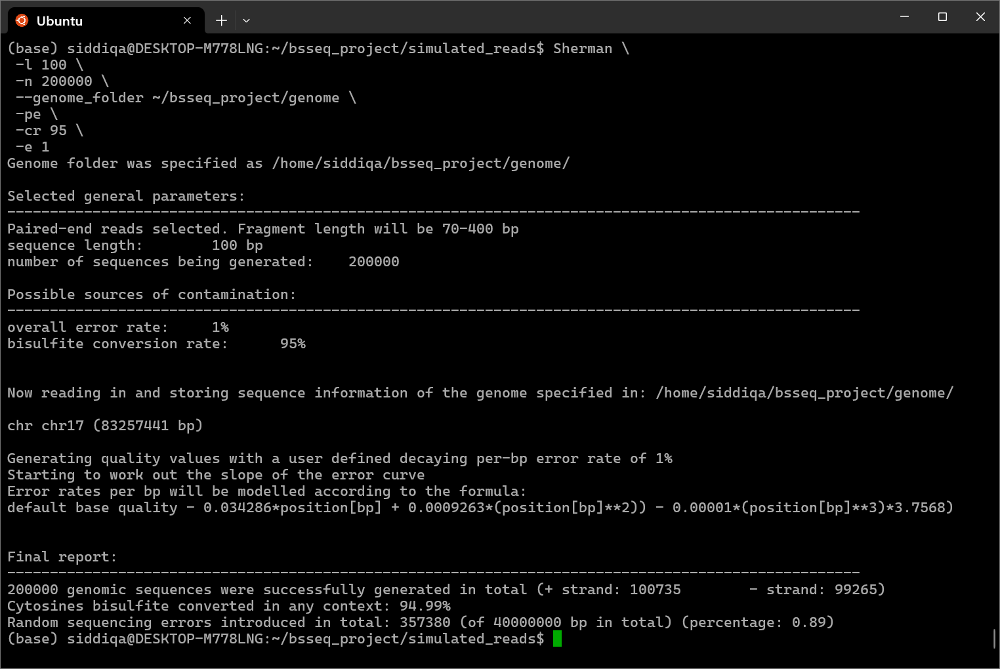 Ubuntu
(base) siddiqa@DESKTOP-M778LNG:~/bsseq_project/simulated_reads$ Sherman \
 -l 100 \
 -n 200000 \
 --genome_folder ~/bsseq_project/genome \
 -pe \
 -cr 95 \
 -e 1
Genome folder was specified as /home/siddiqa/bsseq_project/genome/
Selected general parameters:
----------------------------------------------------------------------------------------------------
Paired-end reads selected. Fragment length will be 70-400 bp
sequence length:        100 bp
number of sequences being generated:    200000
Possible sources of contamination:
----------------------------------------------------------------------------------------------------
overall error rate:     1%
bisulfite conversion rate:      95%
Now reading in and storing sequence information of the genome specified in: /home/siddiqa/bsseq_project/genome/
chr chr17 (83257441 bp)
Generating quality values with a user defined decaying per-bp error rate of 1%
Starting to work out the slope of the error curve
Error rates per bp will be modelled according to the formula:
default base quality - 0.034286*position[bp] + 0.0009263*(position[bp]**2)) - 0.00001*(position[bp]**3)*3.7568)
Final report:
----------------------------------------------------------------------------------------------------
200000 genomic sequences were successfully generated in total (+ strand: 100735        - strand: 99265)
Cytosines bisulfite converted in any context: 94.99%
Random sequencing errors introduced in total: 357380 (of 40000000 bp in total) (percentage: 0.89)
(base) siddiqa@DESKTOP-M778LNG:~/bsseq_project/simulated_reads$